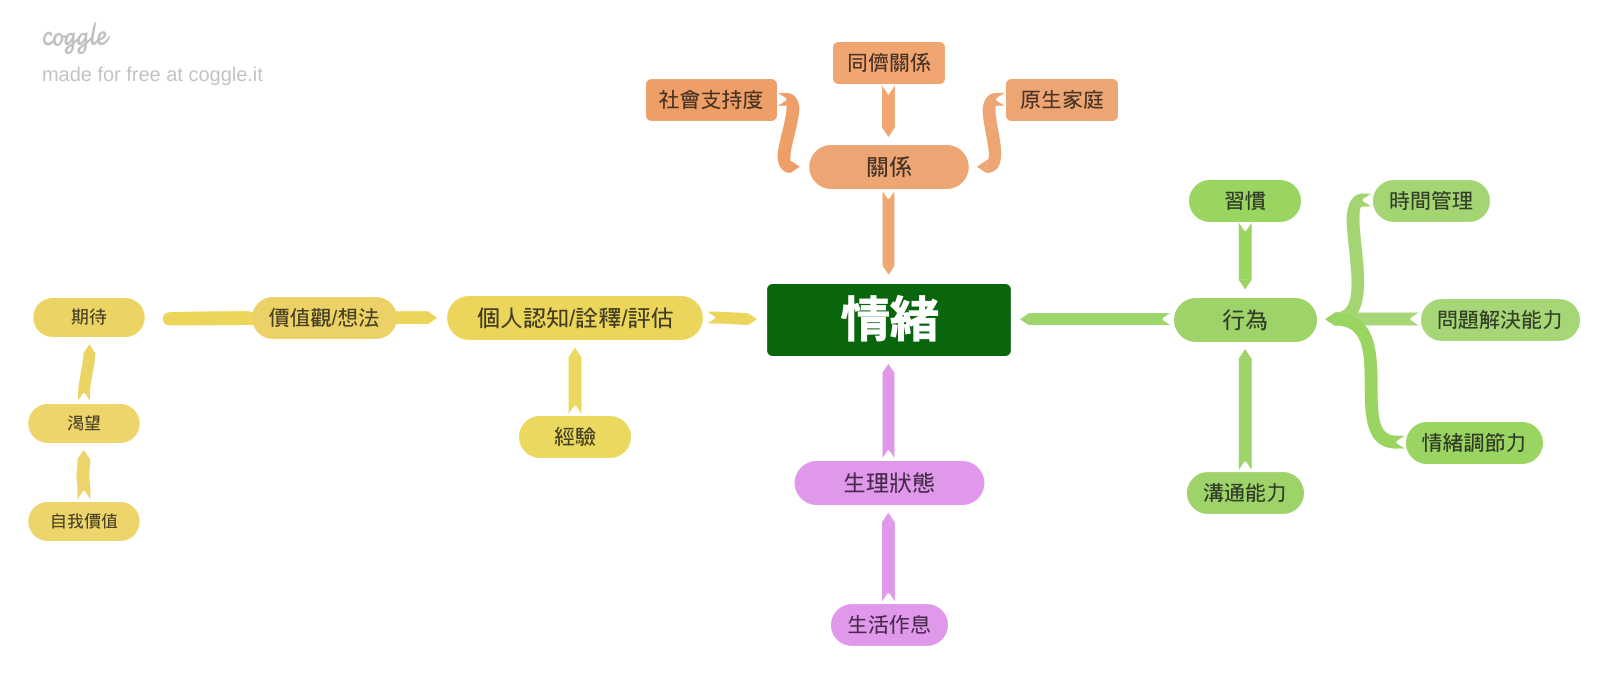 coggle
made for free at coggle.it
同儕關係
社會支持度
原生家庭
關係
習慣
時間管理
期待
價值觀/想法
個人認知/詮釋/評估
情緒
行為
問題解決能力
渴望
經驗
情緒調節力
生理狀態
溝通能力
自我價值
生活作息